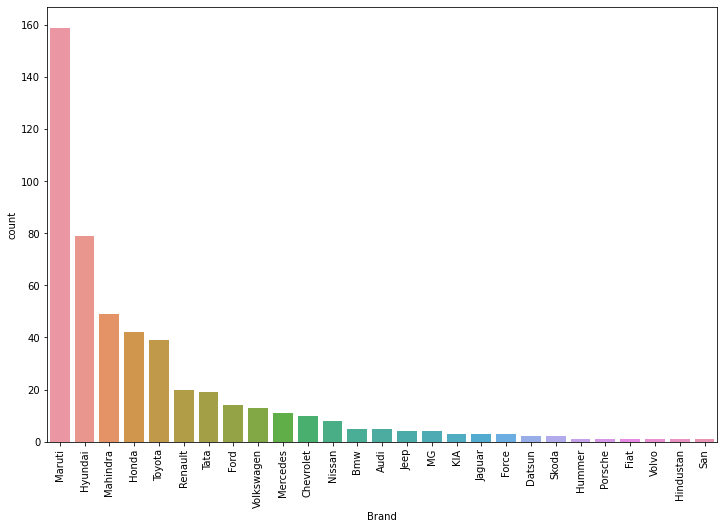 160
140
120
100
80
60
40
20
0
count
Maruti
Hyundai
Mahindra
Honda
Toyota
Renault
Tata
Ford
Volkswagen
Mercedes
Chevrolet
Nissan
Bmw
Audi
Jeep
MG
KIA
Jaguar
Force
Datsun
Skoda
Hummer
Porsche
Fiat
Volvo
Hindustan
San
Brand